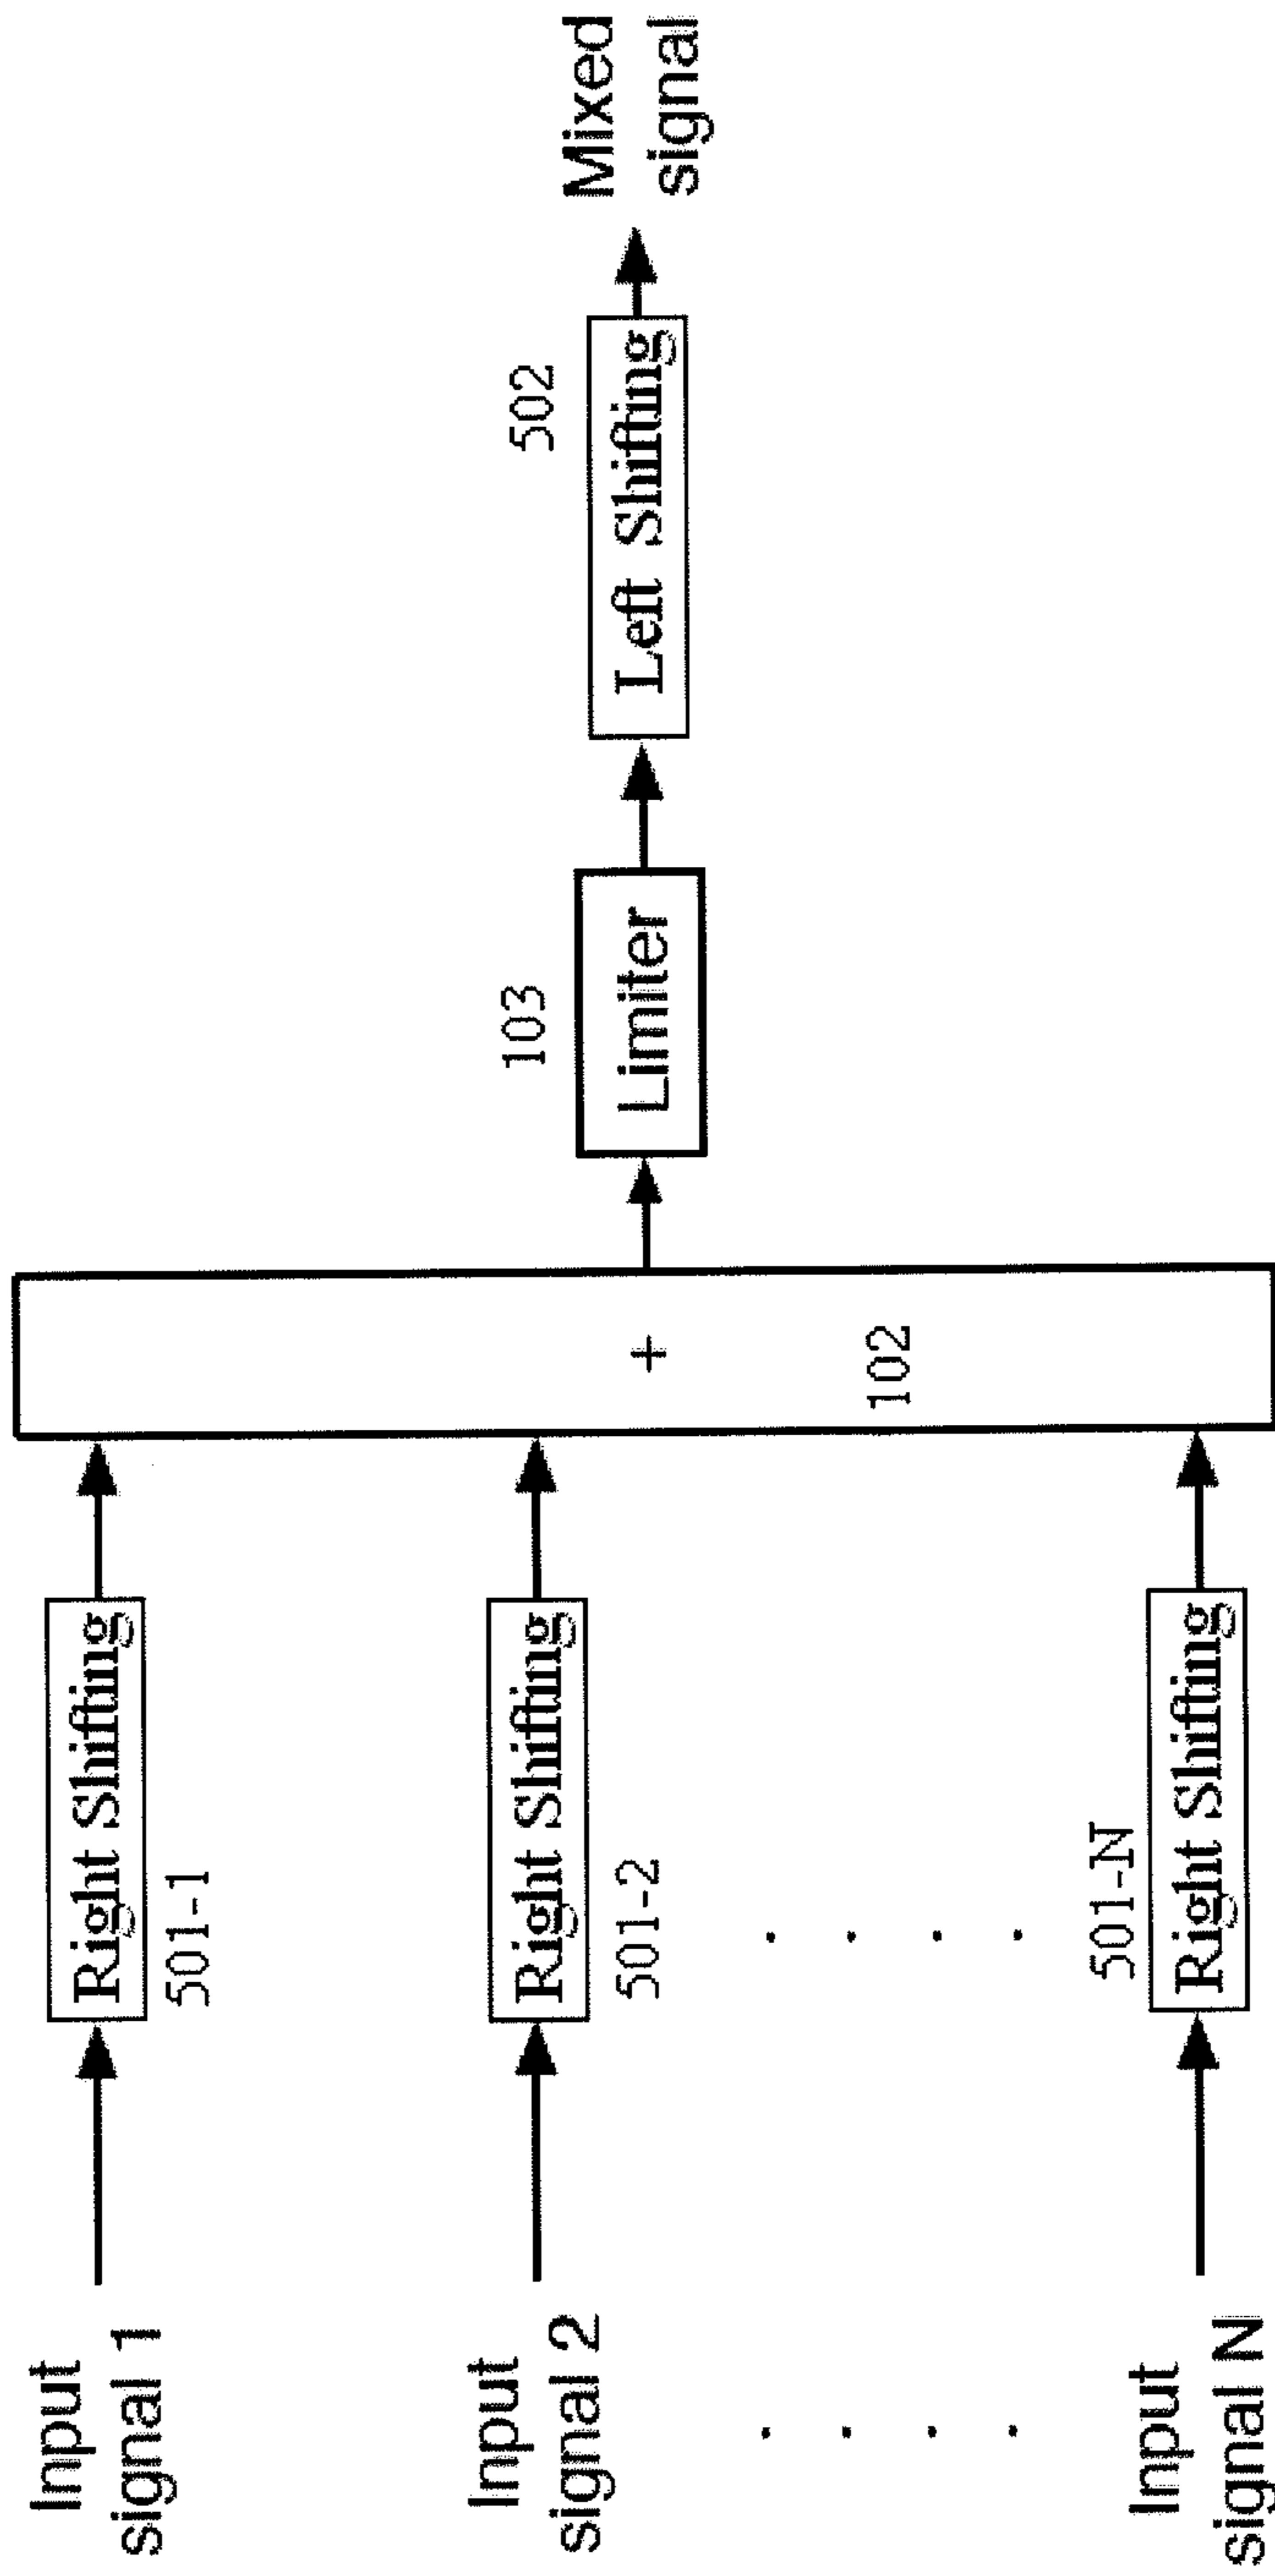 Input
signal 1
Right Shifting
501-1
Input
signal 2
Right Shifting
501-2
Input
signal N
501-N
Right Shifting
+
102
103
Limiter
502
Left Shifting
Mixed
signal